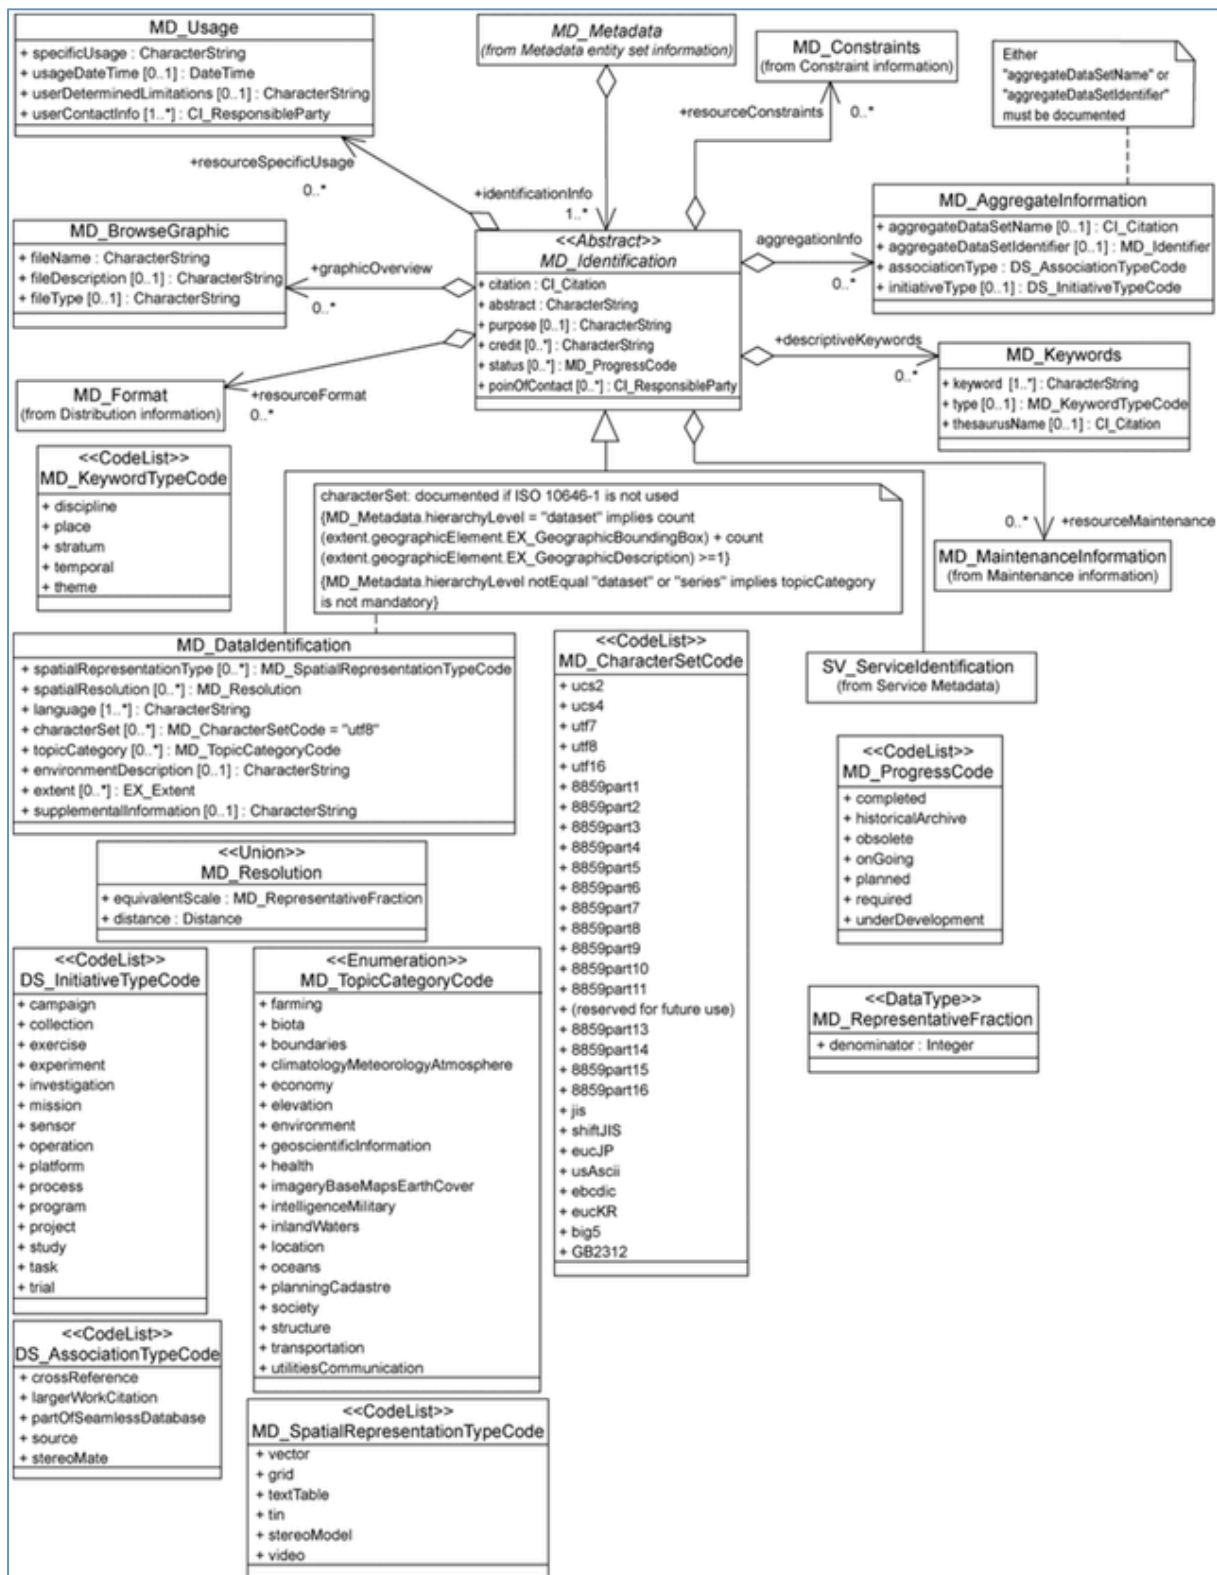 MD_Usage
+ specificUsage : CharacterString
+ usageDateTime [0..1] : DateTime
+ userDeterminedLimitations [0..1] : CharacterString
+ userContactInfo [1..*] : CI_ResponsibleParty
MD_Metadata
(from Metadata entity set information)
MD_Constraints
(from Constraint information)
Either
"aggregateDataSetName" or
"aggregateDataSetIdentifier"
must be documented
+resourceConstraints
0..*
+resourceSpecificUsage
0..*
+identificationInfo
1..*
MD_BrowseGraphic
+ fileName : CharacterString
+ fileDescription [0..1] : CharacterString
+ fileType [0..1] : CharacterString
+graphicOverview
0..*
<<Abstract>>
MD_Identification
+ citation : CI_Citation
+ abstract : CharacterString
+ purpose [0..1] : CharacterString
+ credit [0..*] : CharacterString
+ status [0..*] : MD_ProgressCode
+ poinOfContact [0..*] : CI_ResponsibleParty
aggregationInfo
0..*
MD_AggregateInformation
+ aggregateDataSetName [0..1] : CI_Citation
+ aggregateDataSetIdentifier [0..1] : MD_Identifier
+ associationType : DS_AssociationTypeCode
+ initiativeType [0..1] : DS_InitiativeTypeCode
+descriptiveKeywords
0..*
MD_Keywords
+ keyword [1..*] : CharacterString
+ type [0..1] : MD_KeywordTypeCode
+ thesaurusName [0..1] : CI_Citation
MD_Format
(from Distribution information)
+resourceFormat
0..*
<<CodeList>>
MD_KeywordTypeCode
+ discipline
+ place
+ stratum
+ temporal
+ theme
characterSet: documented if ISO 10646-1 is not used
{MD_Metadata.hierarchyLevel = "dataset" implies count
(extent.geographicElement.EX_GeographicBoundingBox) + count
(extent.geographicElement.EX_GeographicDescription) >=1}
{MD_Metadata.hierarchyLevel notEqual "dataset" or "series" implies topicCategory
is not mandatory}
0..*
+resourceMaintenance
MD_MaintenanceInformation
(from Maintenance information)
MD_DataIdentification
+ spatialRepresentationType [0..*] : MD_SpatialRepresentationTypeCode
+ spatialResolution [0..*] : MD_Resolution
+ language [1..*] : CharacterString
+ characterSet [0..*] : MD_CharacterSetCode = "utf8"
+ topicCategory [0..*] : MD_TopicCategoryCode
+ environmentDescription [0..1] : CharacterString
+ extent [0..*] : EX_Extent
+ supplementalInformation [0..1] : CharacterString
<<CodeList>>
MD_CharacterSetCode
+ ucs2
+ ucs4
+ utf7
+ utf8
+ utf16
+ 8859part1
+ 8859part2
+ 8859part3
+ 8859part4
+ 8859part5
+ 8859part6
+ 8859part7
+ 8859part8
+ 8859part9
+ 8859part10
+ 8859part11
+ (reserved for future use)
+ 8859part13
+ 8859part14
+ 8859part15
+ 8859part16
+ jis
+ shiftJIS
+ eucJP
+ usAscii
+ ebcdic
+ eucKR
+ big5
+ GB2312
SV_ServiceIdentification
(from Service Metadata)
<<CodeList>>
MD_ProgressCode
+ completed
+ historicalArchive
+ obsolete
+ onGoing
+ planned
+ required
+ underDevelopment
<<Union>>
MD_Resolution
+ equivalentScale : MD_RepresentativeFraction
+ distance : Distance
<<CodeList>>
DS_InitiativeTypeCode
+ campaign
+ collection
+ exercise
+ experiment
+ investigation
+ mission
+ sensor
+ operation
+ platform
+ process
+ program
+ project
+ study
+ task
+ trial
<<Enumeration>>
MD_TopicCategoryCode
+ farming
+ biota
+ boundaries
+ climatologyMeteorologyAtmosphere
+ economy
+ elevation
+ environment
+ geoscientificInformation
+ health
+ imageryBaseMapsEarthCover
+ intelligenceMilitary
+ inlandWaters
+ location
+ oceans
+ planningCadastre
+ society
+ structure
+ transportation
+ utilitiesCommunication
<<DataType>>
MD_RepresentativeFraction
+ denominator : Integer
<<CodeList>>
DS_AssociationTypeCode
+ crossReference
+ largerWorkCitation
+ partOfSeamlessDatabase
+ source
+ stereoMate
<<CodeList>>
MD_SpatialRepresentationTypeCode
+ vector
+ grid
+ textTable
+ tin
+ stereoModel
+ video